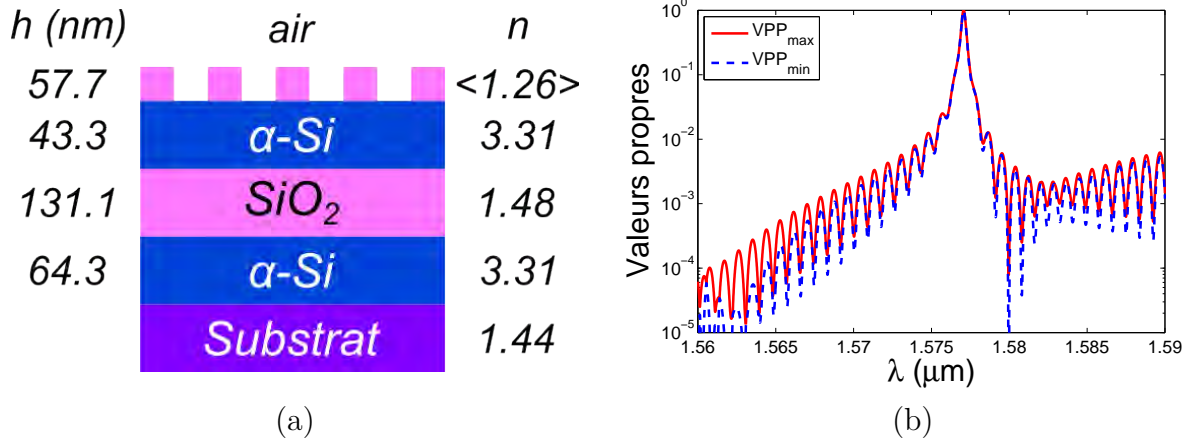 h (nm) air n
57.7 <1.26>
43.3 α-Si 3.31
131.1 SiO₂ 1.48
64.3 α-Si 3.31
Substrat 1.44
(a)
VPPmax
VPPmin
Valeurs propres
10⁰
10⁻¹
10⁻²
10⁻³
10⁻⁴
10⁻⁵
1.56 1.565 1.57 1.575 1.58 1.585 1.59
λ (μm)
(b)